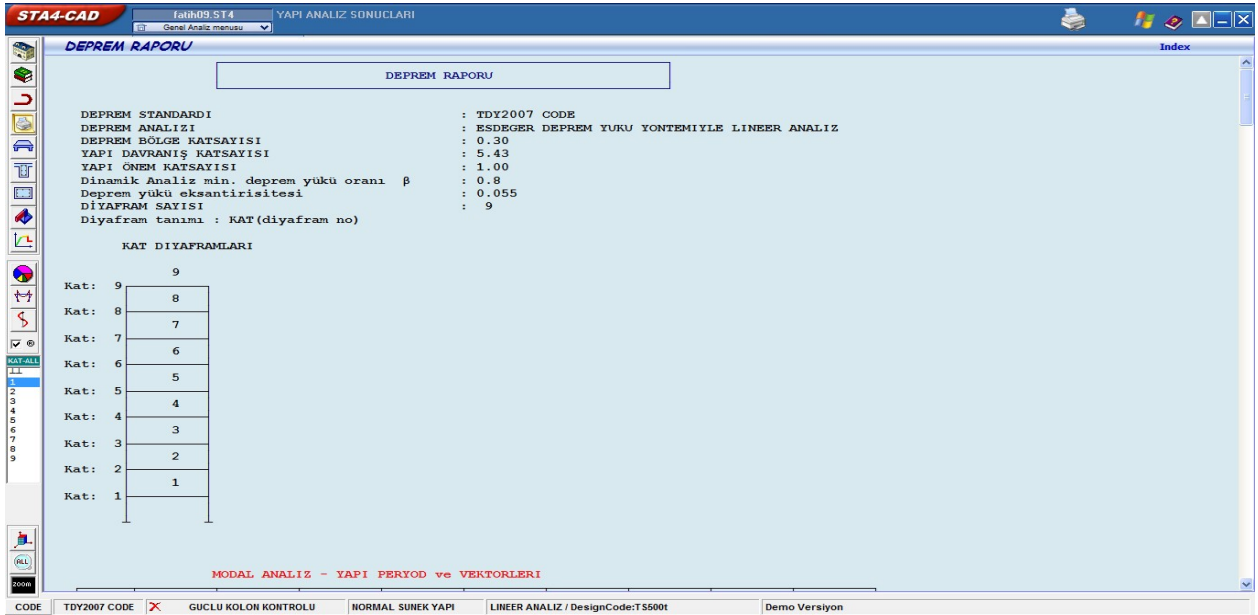 STA4-CAD
fatih09.ST4
YAPI ANALIZ SONUCLARI
Genel Analiz menusu
DEPREM RAPORU
Index
DEPREM RAPORU
DEPREM STANDARDI : TDY2007 CODE
DEPREM ANALIZI : ESDEGER DEPREM YUKU YONTEMIYLE LINEER ANALIZ
DEPREM BÖLGE KATSAYISI : 0.30
YAPI DAVRANIŞ KATSAYISI : 5.43
YAPI ÖNEM KATSAYISI : 1.00
Dinamik Analiz min. deprem yükü oranı β : 0.8
Deprem yükü eksantirisitesi : 0.055
DİYAFRAM SAYISI : 9
Diyafram tanımı : KAT(diyafram no)
KAT DIYAFRAMLARI
9
Kat: 9
8
Kat: 8
7
Kat: 7
6
Kat: 6
5
Kat: 5
4
Kat: 4
3
Kat: 3
2
Kat: 2
1
Kat: 1
MODAL ANALIZ - YAPI PERYOD ve VEKTORLERI
KAT-ALL
1
2
3
4
5
6
7
8
9
ALL
zoom
CODE TDY2007 CODE GUCLU KOLON KONTROLU NORMAL SUNEK YAPI LINEER ANALIZ / DesignCode:TS500t Demo Versiyon